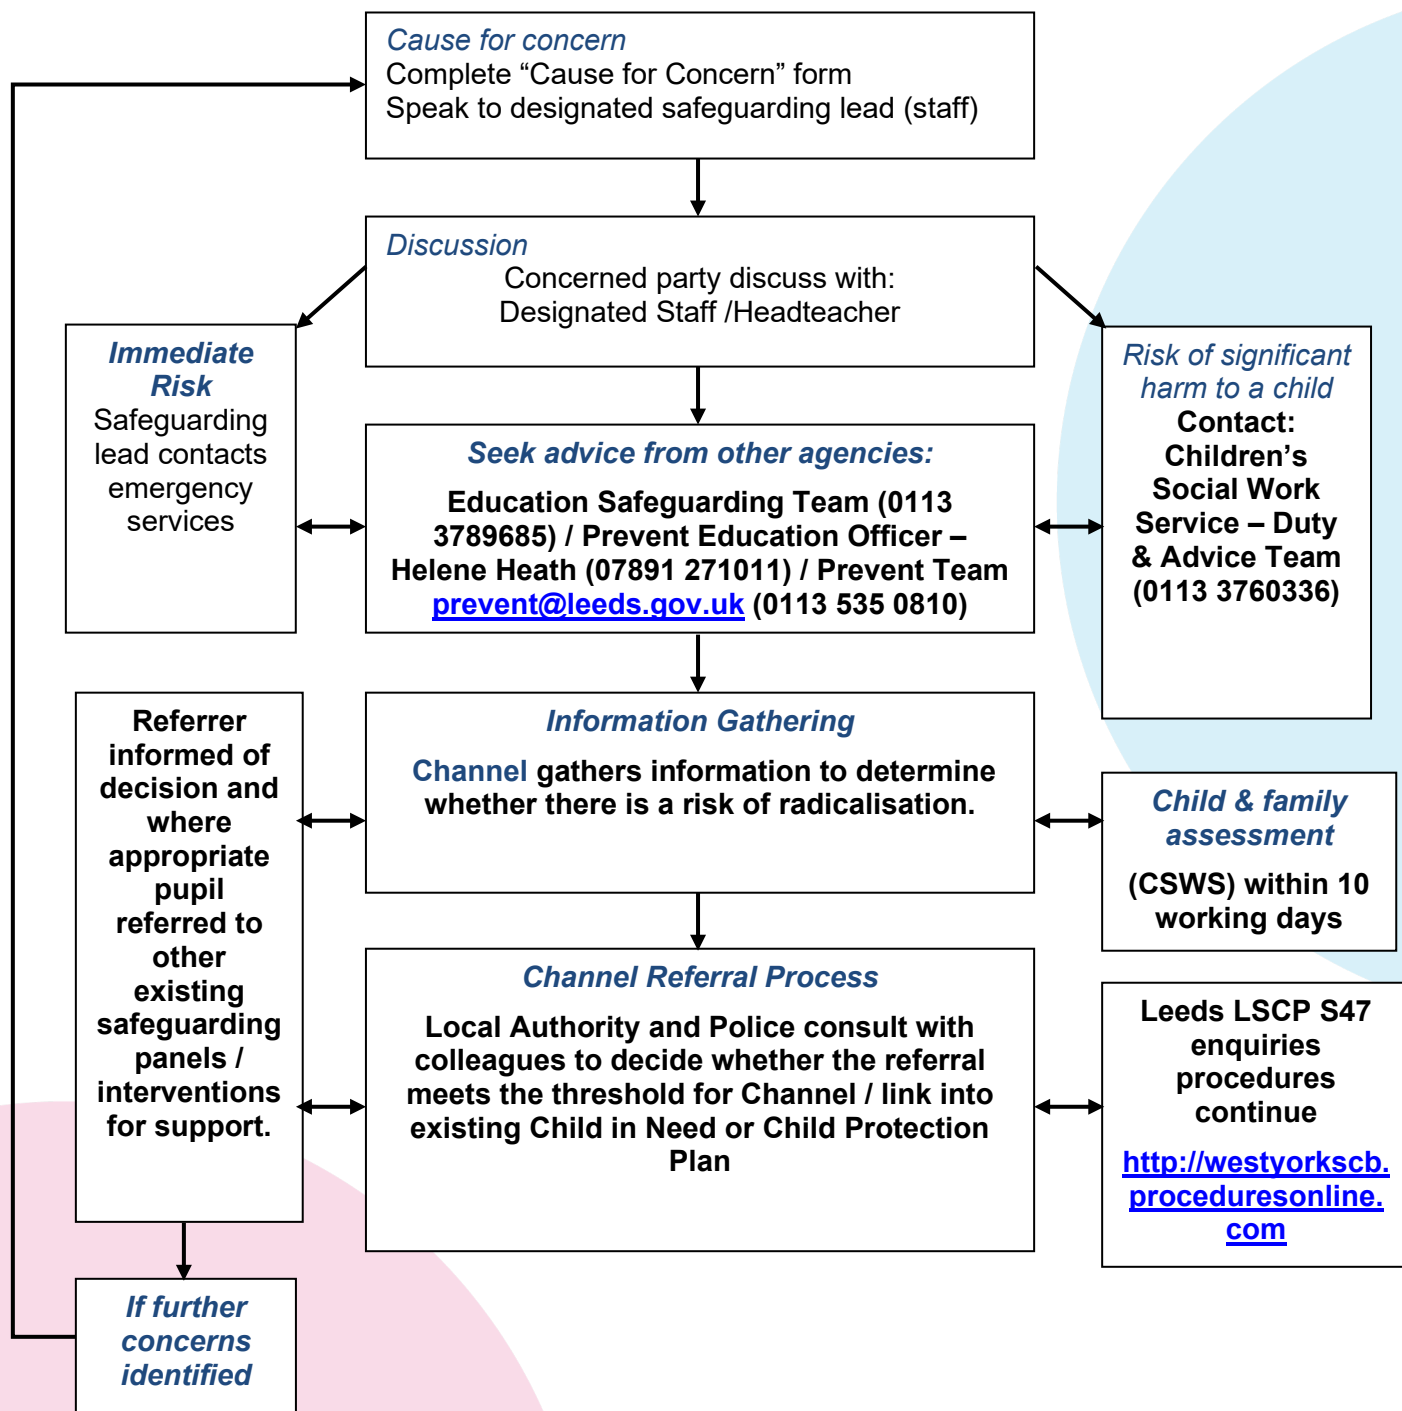 Cause for concern
Complete “Cause for Concern” form
Speak to designated safeguarding lead (staff)
Discussion
Concerned party discuss with:
Designated Staff /Headteacher
Immediate
Risk
Safeguarding
lead contacts
emergency
services
Seek advice from other agencies:
Education Safeguarding Team (0113
3789685) / Prevent Education Officer –
Helene Heath (07891 271011) / Prevent Team
prevent@leeds.gov.uk (0113 535 0810)
Risk of significant
harm to a child
Contact:
Children’s
Social Work
Service – Duty
& Advice Team
(0113 3760336)
Referrer
informed of
decision and
where
appropriate
pupil
referred to
other
existing
safeguarding
panels /
interventions
for support.
Information Gathering
Channel gathers information to determine
whether there is a risk of radicalisation.
Child & family
assessment
(CSWS) within 10
working days
Channel Referral Process
Local Authority and Police consult with
colleagues to decide whether the referral
meets the threshold for Channel / link into
existing Child in Need or Child Protection
Plan
Leeds LSCP S47
enquiries
procedures
continue
http://westyorkscb.
proceduresonline.
com
If further
concerns
identified